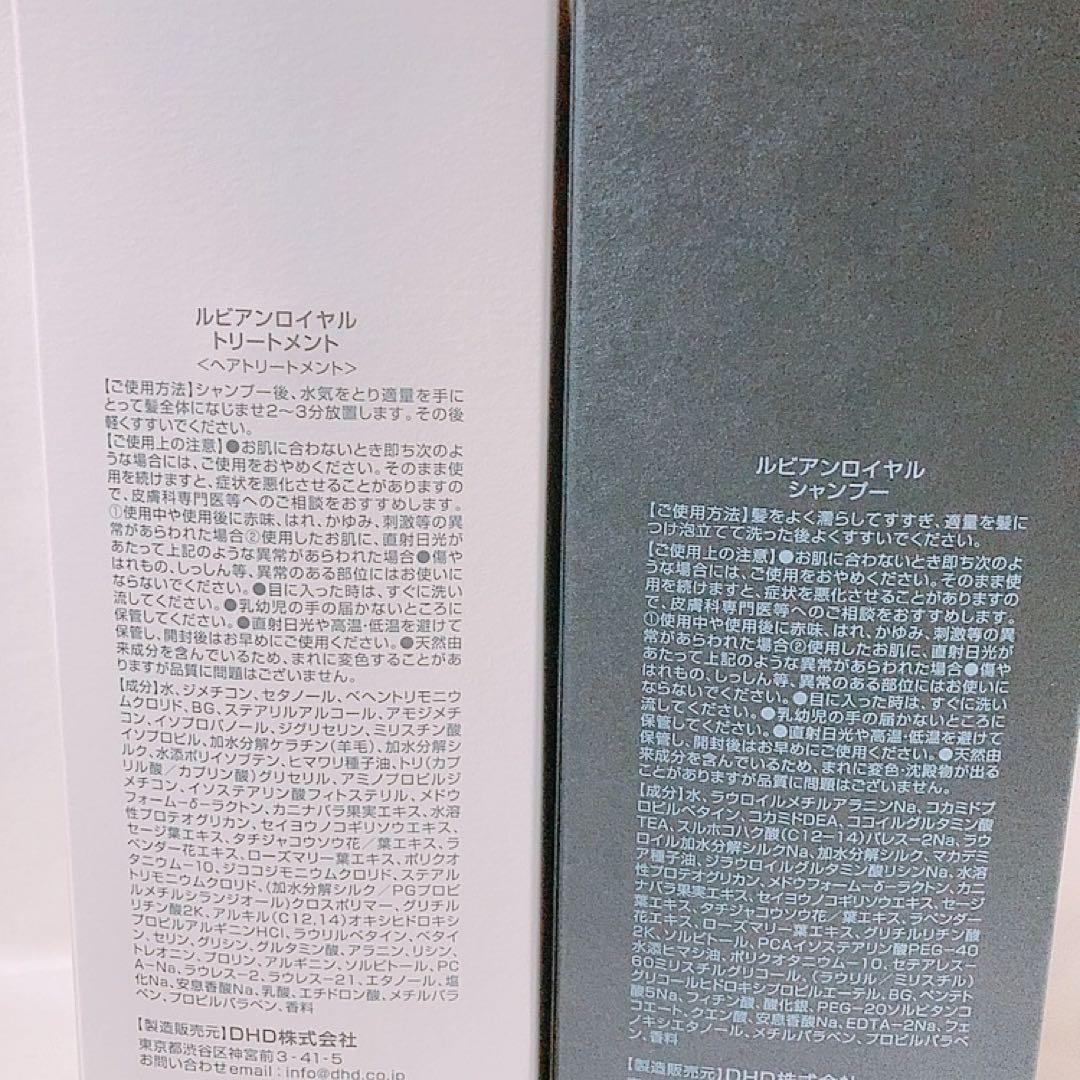 ルビアンロイヤル
トリートメント
＜ヘアトリートメント＞
【ご使用方法】シャンプー後、水気をとり適量を手に
とって髪全体になじませ2〜3分放置します。その後
軽くすすいでください。
【ご使用上の注意】●お肌に合わないとき即ち次のよ
うな場合には、ご使用をおやめください。そのまま使
用を続けますと、症状を悪化させることがありますの
で、皮膚科専門医等へのご相談をおすすめします。
①使用中や使用後に赤味、はれ、かゆみ、刺激等の異
常があらわれた場合②使用したお肌に、直射日光が
あたって上記のような異常があらわれた場合●傷や
はれもの、しっしん等、異常のある部位にはお使いに
ならないでください。●目に入った時は、すぐに洗い
流してください。●乳幼児の手の届かないところに
保管してください。●直射日光や高温・低温を避けて
保管し、開封後はお早めにご使用ください。●天然由
来成分を含んでいるため、まれに変色することがあ
りますが品質に問題はございません。
【成分】水、ジメチコン、セタノール、ベヘントリモニウ
ムクロリド、BG、ステアリルアルコール、アモジメチ
コン、イソプロパノール、ジグリセリン、ミリスチン酸
イソプロピル、加水分解ケラチン(羊毛)、加水分解シ
ルク、水添ポリイソブテン、ヒマワリ種子油、トリ(カプ
リル酸／カプリン酸)グリセリル、アミノプロピルジ
メチコン、イソステアリン酸フィトステリル、メドウ
フォーム-δ-ラクトン、カニナバラ果実エキス、水溶
性プロテオグリカン、セイヨウノコギリソウエキス、
セージ葉エキス、タチジャコウソウ花／葉エキス、ラ
ベンダー花エキス、ローズマリー葉エキス、ポリクオ
タニウム-10、ジココジモニウムクロリド、ステアル
トリモニウムクロリド、(加水分解シルク／PGプロピ
ルメチルシランジオール)クロスポリマー、グリチル
リチン酸2K、アルキル(C12,14)オキシヒドロキシ
プロピルアルギニンHCl、ラウリルベタイン、ベタイ
ン、セリン、グリシン、グルタミン酸、アラニン、リシン、
トレオニン、プロリン、アルギニン、ソルビトール、PC
A-Na、ラウレス-2、ラウレス-21、エタノール、塩
化Na、安息香酸Na、乳酸、エチドロン酸、メチルパラ
ベン、プロピルパラベン、香料
【製造販売元】DHD株式会社
東京都渋谷区神宮前3-41-5
お問い合わせemail：info@dhd.co.jp
ルビアンロイヤル
シャンプー
【ご使用方法】髪をよく濡らしてすすぎ、適量を髪に
つけ泡立てて洗った後よくすすいでください。
【ご使用上の注意】●お肌に合わないとき即ち次のよ
うな場合には、ご使用をおやめください。そのまま使
用を続けますと、症状を悪化させることがありますの
で、皮膚科専門医等へのご相談をおすすめします。
①使用中や使用後に赤味、はれ、かゆみ、刺激等の異
常があらわれた場合②使用したお肌に、直射日光が
あたって上記のような異常があらわれた場合●傷や
はれもの、しっしん等、異常のある部位にはお使いに
ならないでください。●目に入った時は、すぐに洗い
流してください。●乳幼児の手の届かないところに
保管してください。●直射日光や高温・低温を避けて
保管し、開封後はお早めにご使用ください。●天然由
来成分を含んでいるため、まれに変色・沈殿物が出る
ことがありますが品質に問題はございません。
【成分】水、ラウロイルメチルアラニンNa、コカミドプ
ロピルベタイン、コカミドDEA、ココイルグルタミン酸
TEA、スルホコハク酸(C12-14)パレス-2Na、ラウ
ロイル加水分解シルクNa、加水分解シルク、マカデミ
ア種子油、ジラウロイルグルタミン酸リシンNa、水溶
性プロテオグリカン、メドウフォーム-δ-ラクトン、カニ
ナバラ果実エキス、セイヨウノコギリソウエキス、セージ
葉エキス、タチジャコウソウ花／葉エキス、ラベンダー
花エキス、ローズマリー葉エキス、グリチルリチン酸
2K、ソルビトール、PCAイソステアリン酸PEG-40
水添ヒマシ油、ポリクオタニウム-10、セテアレス-
60ミリスチルグリコール、(ラウリル／ミリスチル)
グリコールヒドロキシプロピルエーテル、BG、ペンテト
酸5Na、フィチン酸、酸化銀、PEG-20ソルビタンコ
コエート、クエン酸、安息香酸Na、EDTA-2Na、フェ
ノキシエタノール、メチルパラベン、プロピルパラベ
ン、香料
【製造販売元】DHD株式会社